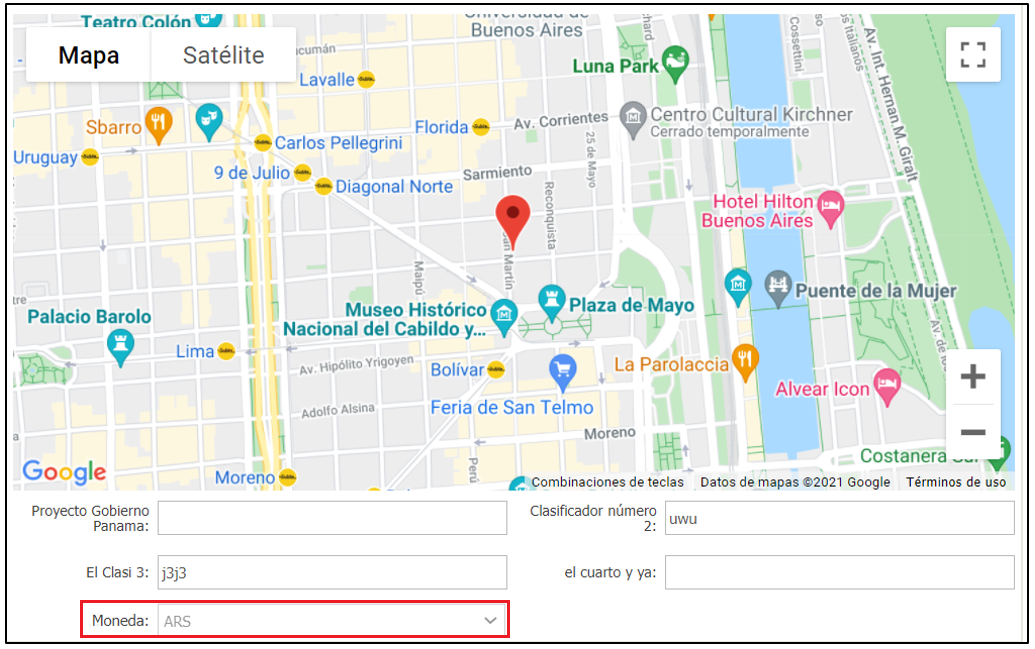 Teatro Colón
Universidad de
Buenos Aires
Cossettini
Mapa
Satélite
Lavalle
Luna Park
Av. Int. Hernan M. Giralt
Sbarro
Florida
Av. Corrientes
Centro Cultural Kirchner
Cerrado temporalmente
Uruguay
Carlos Pellegrini
25 de Mayo
9 de Julio
Diagonal Norte
Sarmiento
Reconquista
Hotel Hilton
Buenos Aires
San Martín
Maipú
Puente de la Mujer
Palacio Barolo
Museo Histórico
Nacional del Cabildo y...
Plaza de Mayo
Lima
Av. Hipólito Yrigoyen
Bolívar
La Parolaccia
Alvear Icon
Feria de San Telmo
Adolfo Alsina
Moreno
Perú
Google
Moreno
Combinaciones de teclas
Datos de mapas ©2021 Google
Términos de uso
Proyecto Gobierno
Panama:
Clasificador número
2:
uwu
El Clasi 3:
j3j3
el cuarto y ya:
Moneda:
ARS